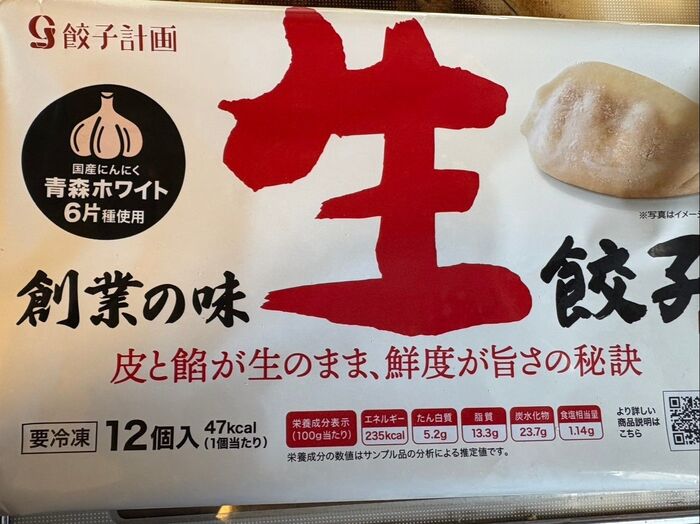 餃子計画
国産にんにく
青森ホワイト
6片種使用
生
※写真はイメージ
創業の味
餃子
皮と餡が生のまま、鮮度が旨さの秘訣
要冷凍
12個入
47kcal
(1個当たり)
栄養成分表示
(100g当たり)
エネルギー
235kcal
たん白質
5.2g
脂質
13.3g
炭水化物
23.7g
食塩相当量
1.14g
栄養成分の数値はサンプル品の分析による推定値です。
より詳しい
商品説明は
こちら